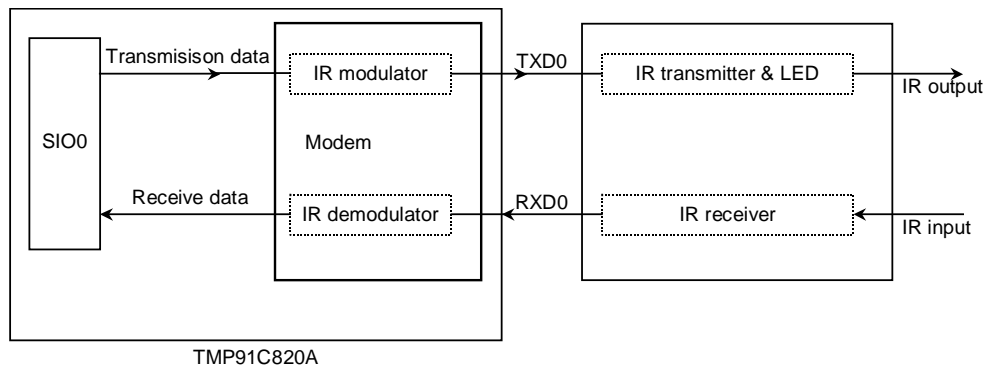 Transmisison data
IR modulator
TXD0
IR transmitter & LED
IR output
SIO0
Modem
Receive data
IR demodulator
RXD0
IR receiver
IR input
TMP91C820A